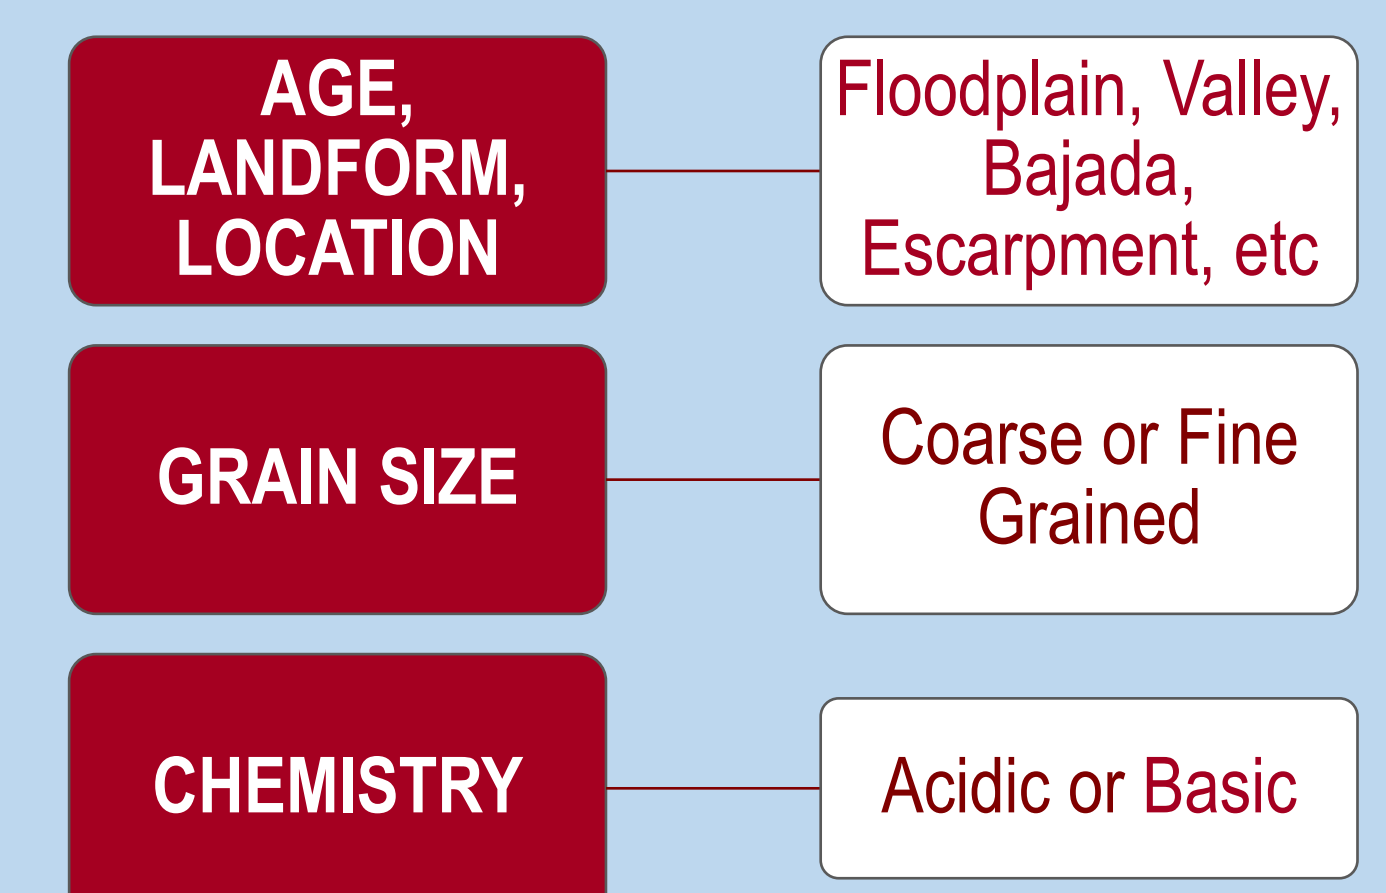 AGE,
LANDFORM,
LOCATION
Floodplain, Valley,
Bajada,
Escarpment, etc
GRAIN SIZE
Coarse or Fine
Grained
CHEMISTRY
Acidic or Basic